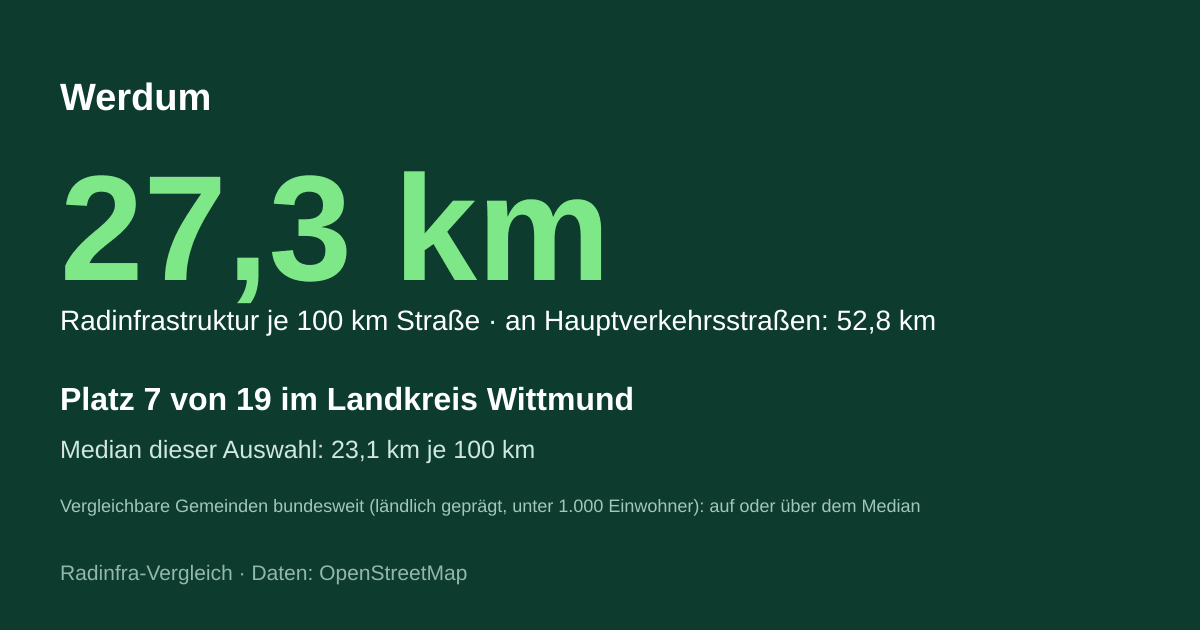 Werdum
27,3 km
Radinfrastruktur je 100 km Straße · an Hauptverkehrsstraßen: 52,8 km
Platz 7 von 19 im Landkreis Wittmund
Median dieser Auswahl: 23,1 km je 100 km
Vergleichbare Gemeinden bundesweit (ländlich geprägt, unter 1.000 Einwohner): auf oder über dem Median
Radinfra-Vergleich · Daten: OpenStreetMap